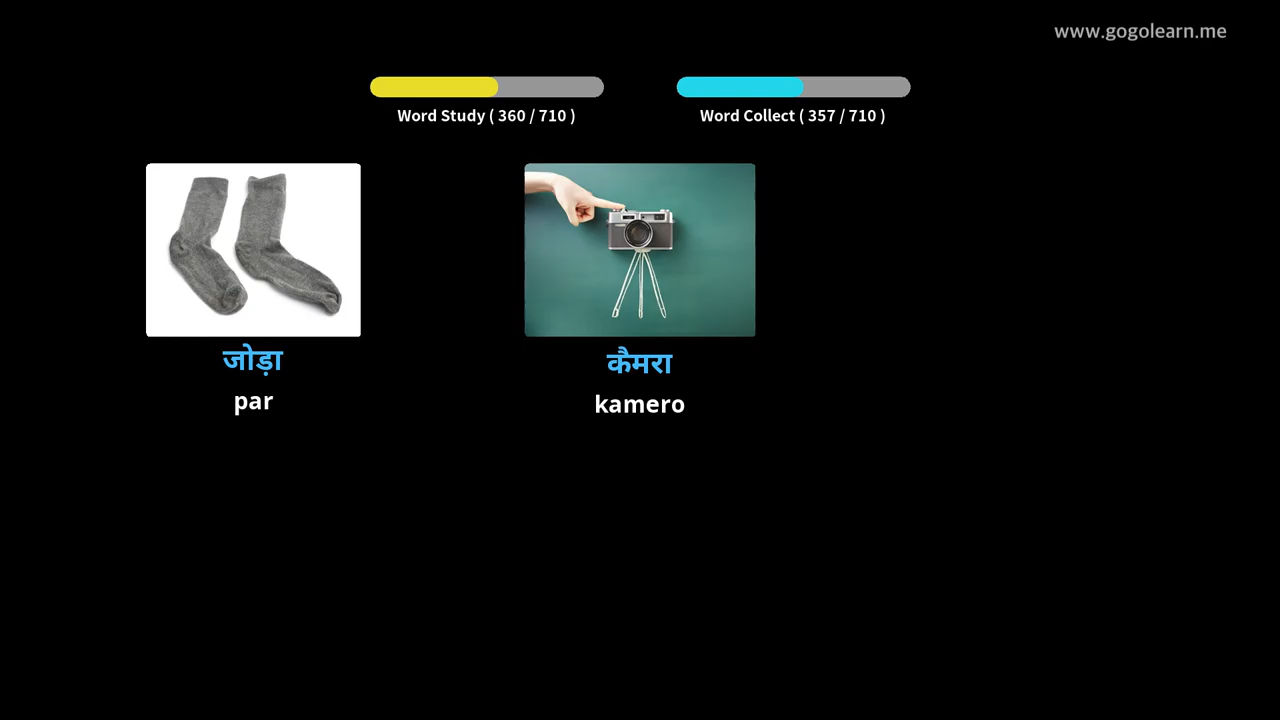 www.gogolearn.me
Word Study ( 360 / 710 )
Word Collect ( 357 / 710 )
जोड़ा
par
कैमरा
kamero